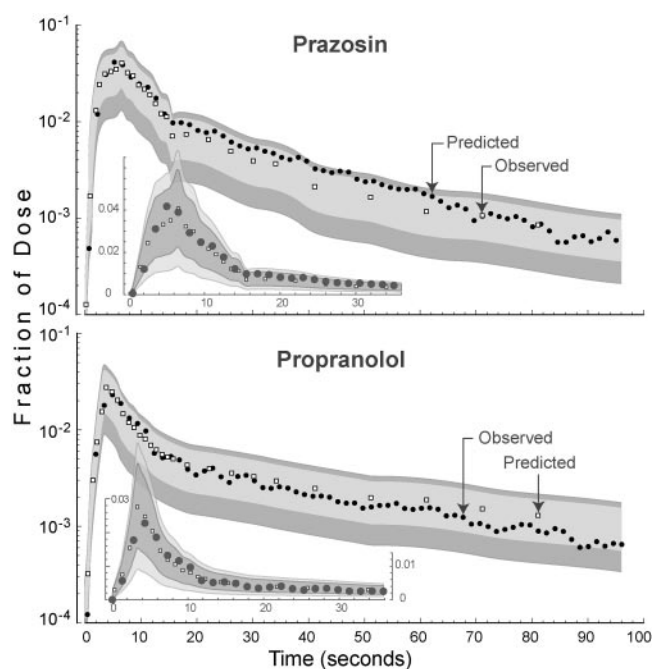 Fraction of Dose
10-1
Prazosin
10-2
Predicted
Observed
0.04
10-3
0.02
0
0 10 20 30
10-4
10-1
Propranolol
10-2
Observed
Predicted
0.03
10-3
0.01
0
0 10 20 30
10-4
0 10 20 30 40 50 60 70 80 90 100
Time (seconds)